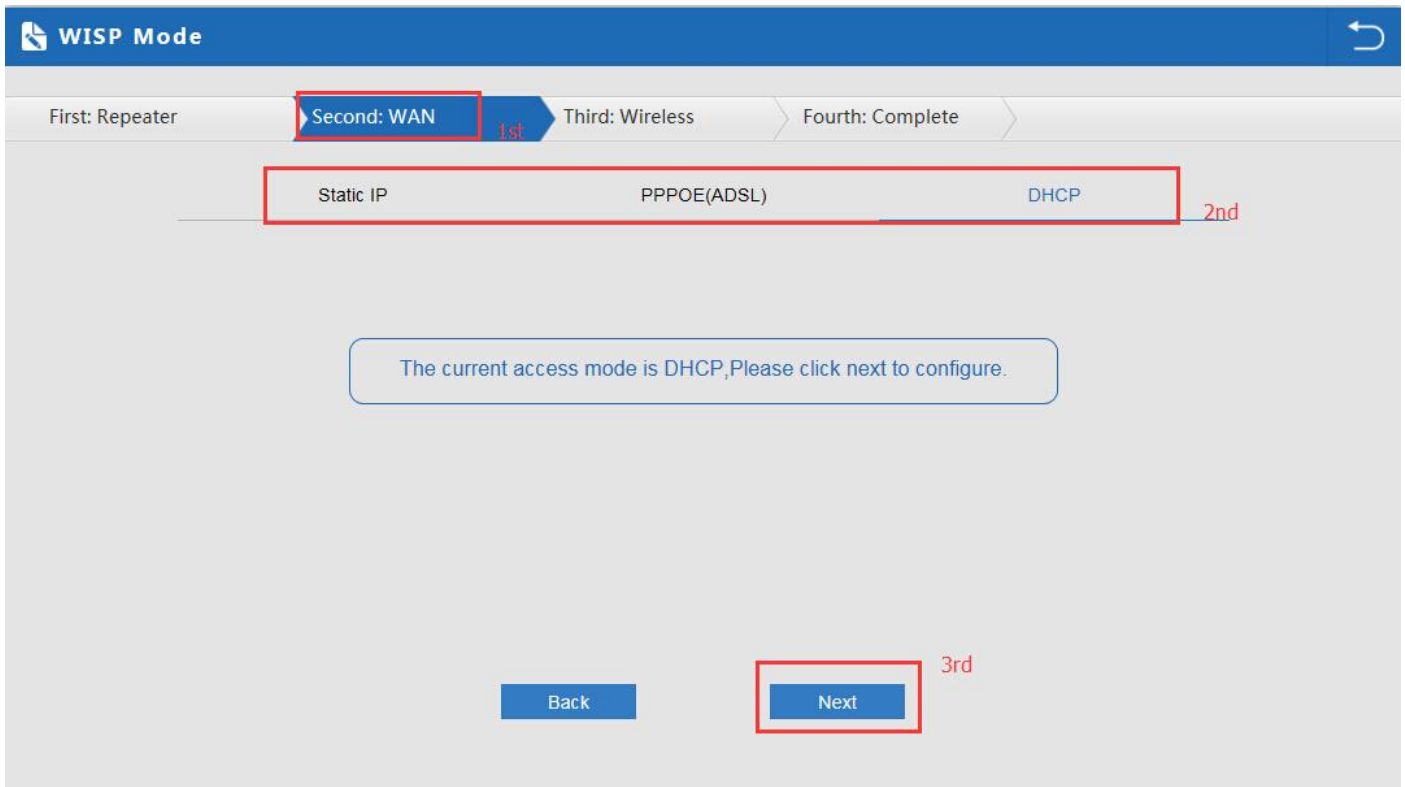 WISP Mode
First: Repeater Second: WAN 1st Third: Wireless Fourth: Complete
Static IP PPPOE(ADSL) DHCP 2nd
The current access mode is DHCP,Please click next to configure.
3rd
Back Next